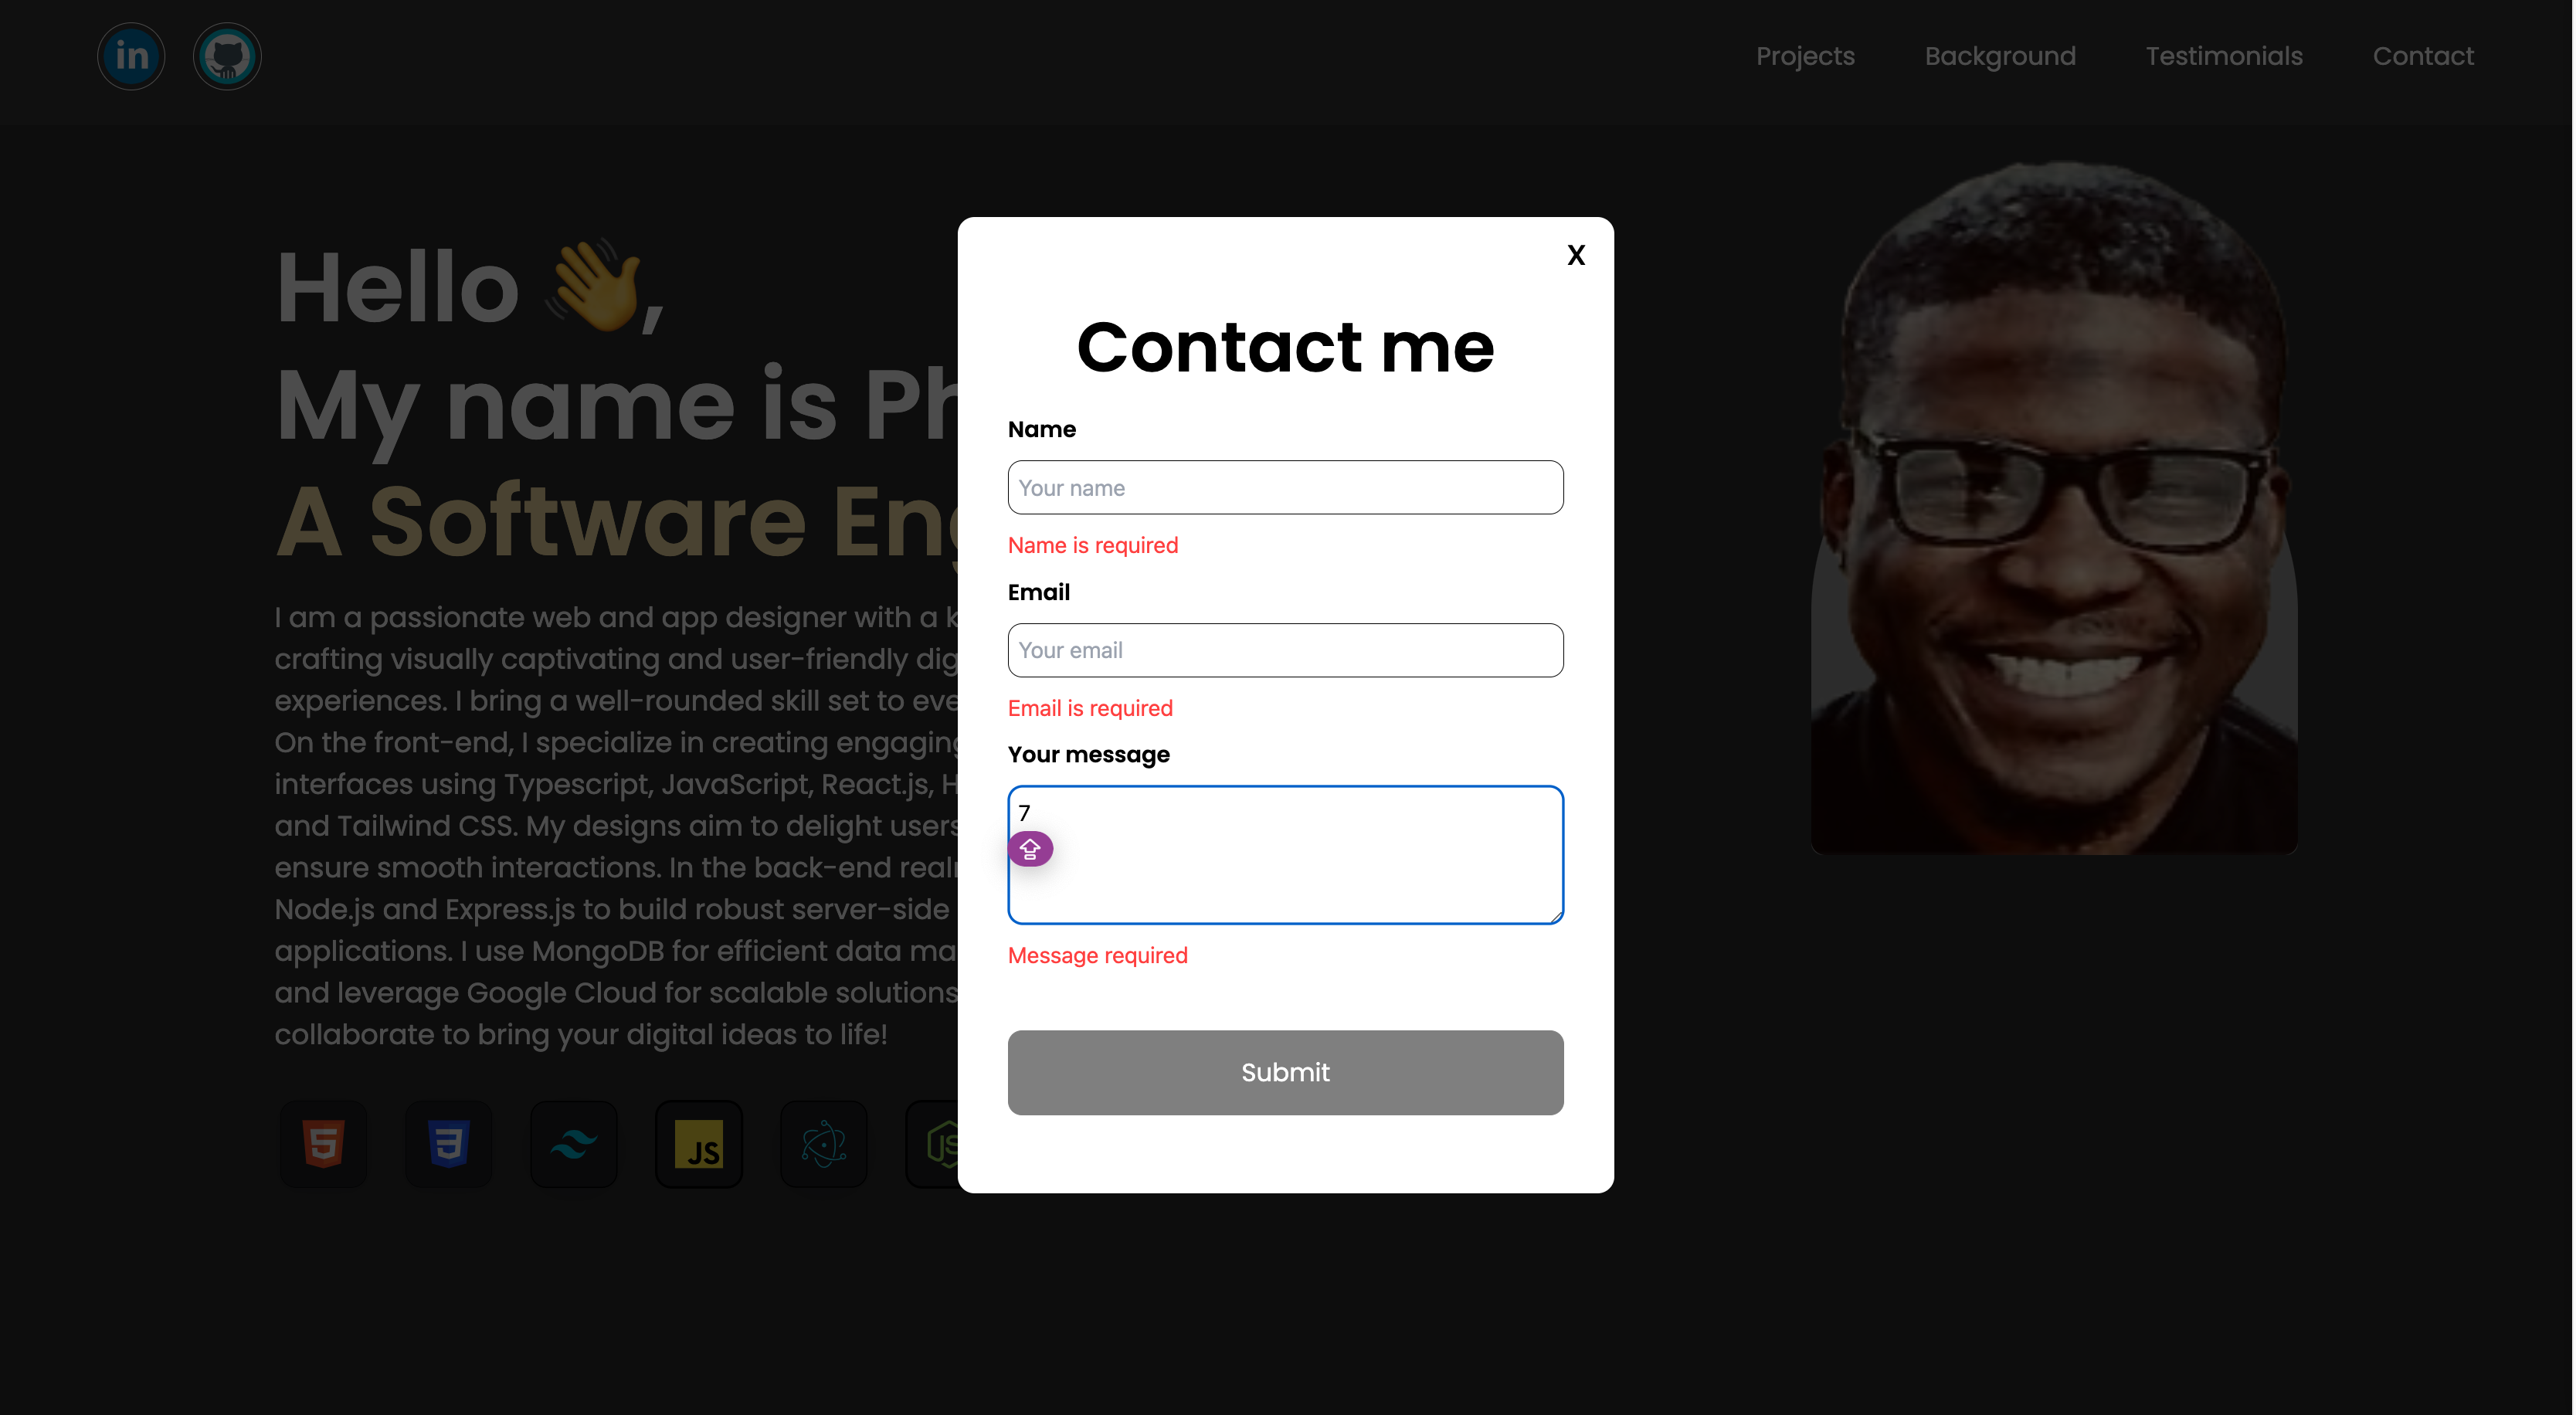 in
Projects Background Testimonials Contact
Hello 👋,
My name is Ph
A Software Eng
I am a passionate web and app designer with a k
crafting visually captivating and user-friendly dig
experiences. I bring a well-rounded skill set to eve
On the front-end, I specialize in creating engaging
interfaces using Typescript, JavaScript, React.js, H
and Tailwind CSS. My designs aim to delight users
ensure smooth interactions. In the back-end realm
Node.js and Express.js to build robust server-side
applications. I use MongoDB for efficient data ma
and leverage Google Cloud for scalable solutions
collaborate to bring your digital ideas to life!
5
3
JS
JS
X
Contact me
Name
Your name
Name is required
Email
Your email
Email is required
Your message
7
Message required
Submit